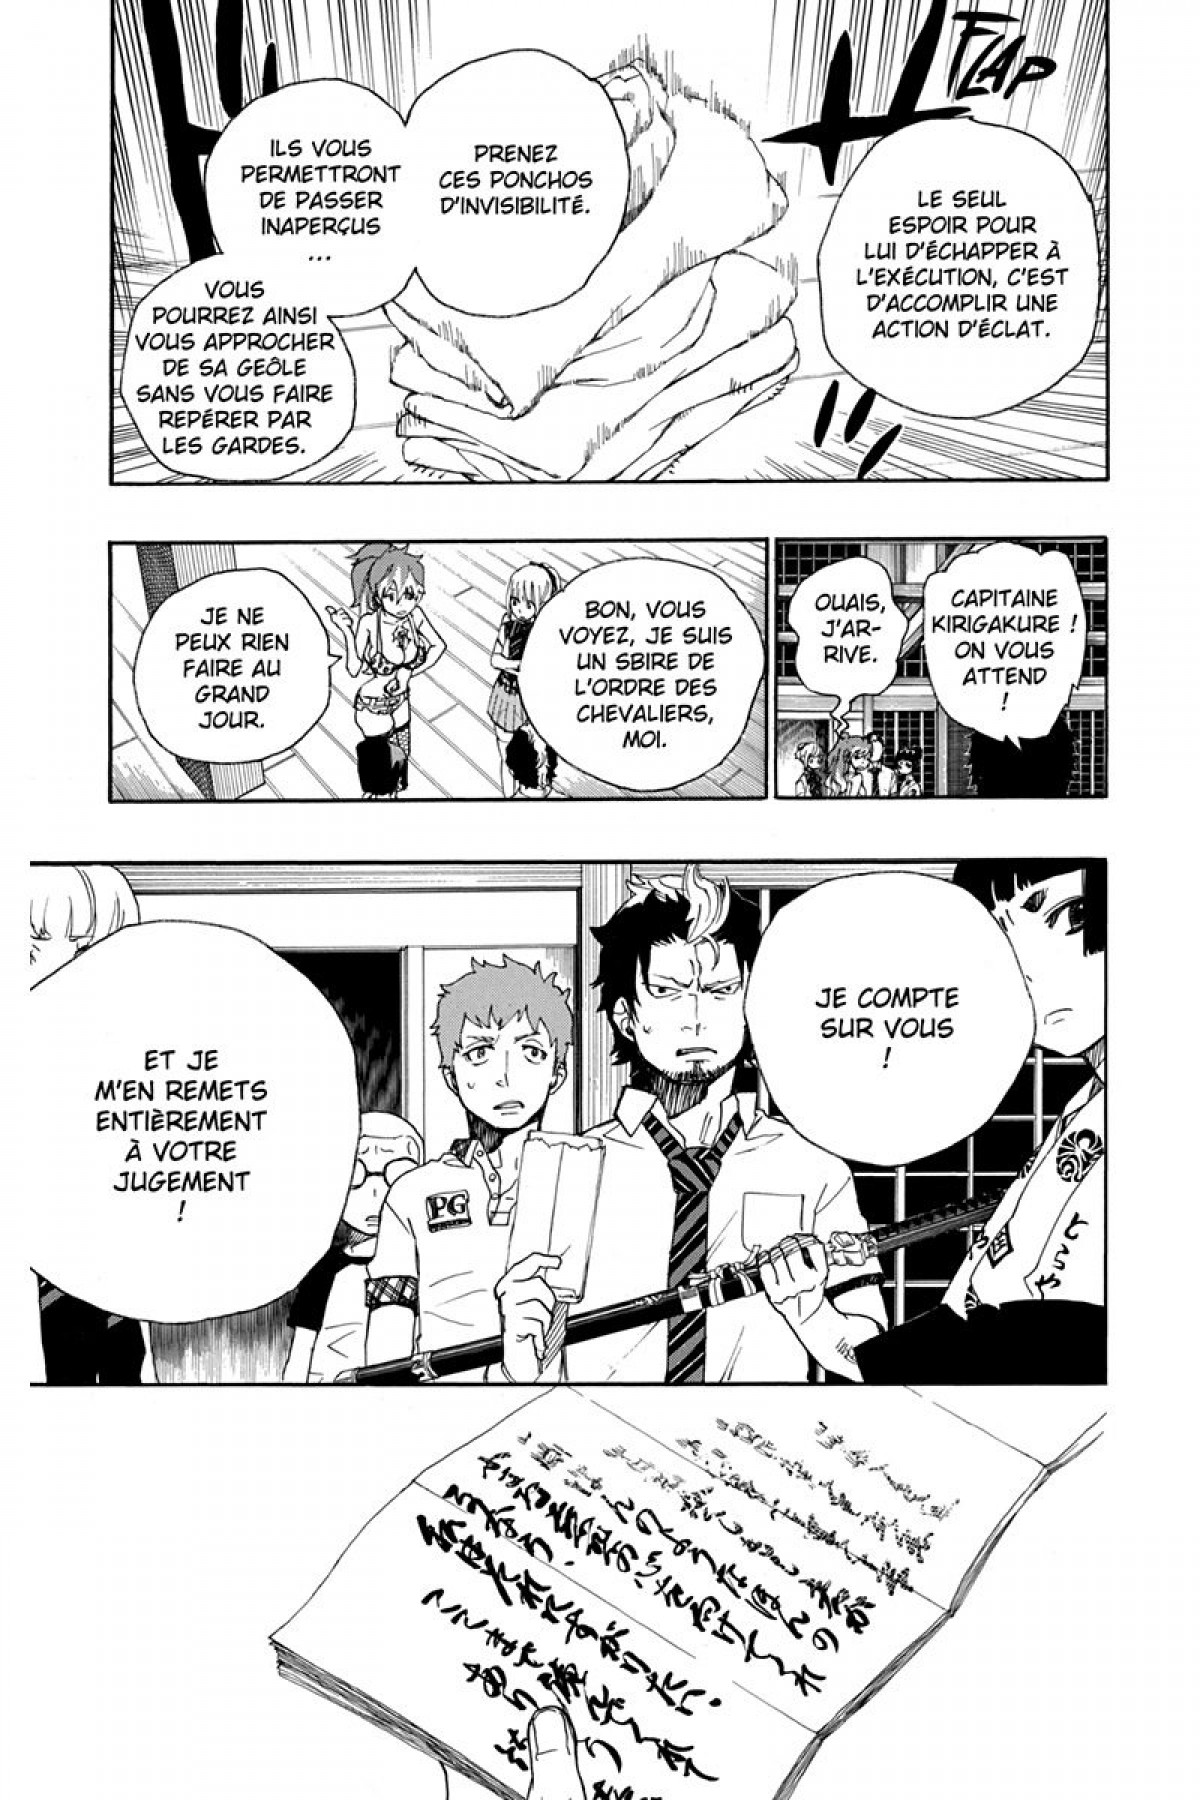 FLAP
LE SEUL
ESPOIR POUR
LUI D'ÉCHAPPER À
L'EXÉCUTION, C'EST
D'ACCOMPLIR UNE
ACTION D'ÉCLAT.
PRENEZ
CES PONCHOS
D'INVISIBILITÉ.
ILS VOUS
PERMETTRONT
DE PASSER
INAPERÇUS
...
VOUS
POURREZ AINSI
VOUS APPROCHER
DE SA GEÔLE
SANS VOUS FAIRE
REPÉRER PAR
LES GARDES.
CAPITAINE
KIRIGAKURE !
ON VOUS
ATTEND
!
OUAIS,
J'AR-
RIVE.
BON, VOUS
VOYEZ, JE SUIS
UN SBIRE DE
L'ORDRE DES
CHEVALIERS,
MOI.
JE NE
PEUX RIEN
FAIRE AU
GRAND
JOUR.
JE COMPTE
SUR VOUS
!
ET JE
M'EN REMETS
ENTIÈREMENT
À VOTRE
JUGEMENT
!
PG
とらや